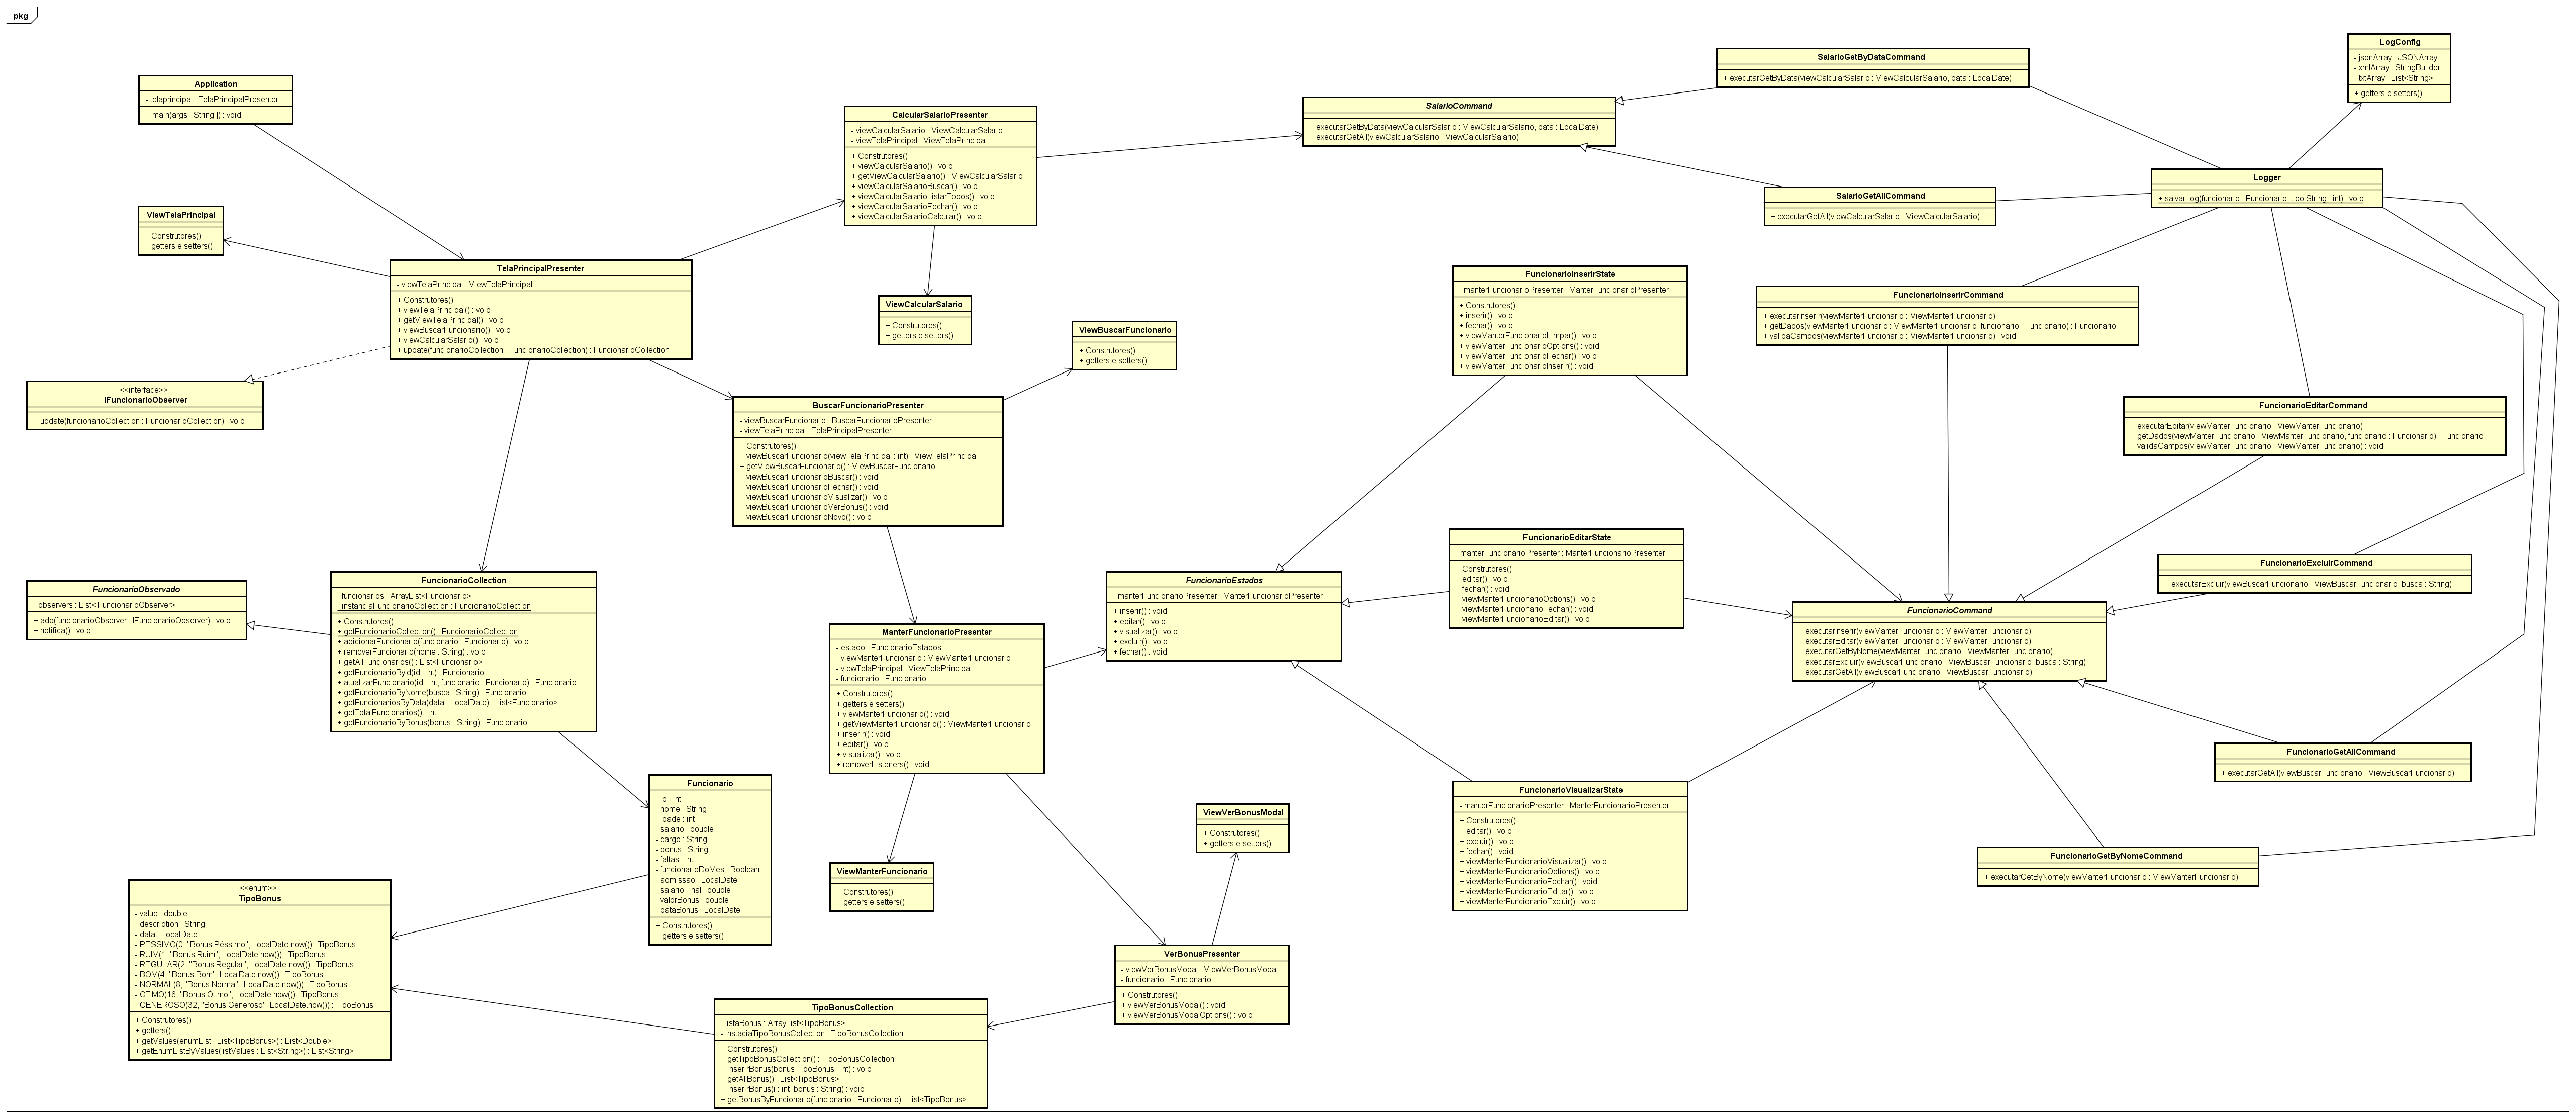 pkg
Application
- telaprincipal : TelaPrincipalPresenter
+ main(args : String[]) : void
ViewTelaPrincipal
+ Construtores()
+ getters e setters()
TelaPrincipalPresenter
- viewTelaPrincipal : ViewTelaPrincipal
+ Construtores()
+ viewTelaPrincipal() : void
+ getViewTelaPrincipal() : void
+ viewBuscarFuncionario() : void
+ viewCalcularSalario() : void
+ update(funcionarioCollection : FuncionarioCollection) : FuncionarioCollection
<<interface>>
IFuncionarioObserver
+ update(funcionarioCollection : FuncionarioCollection) : void
CalcularSalarioPresenter
- viewCalcularSalario : ViewCalcularSalario
- viewTelaPrincipal : ViewTelaPrincipal
+ Construtores()
+ viewCalcularSalario() : void
+ getViewCalcularSalario() : ViewCalcularSalario
+ viewCalcularSalarioBuscar() : void
+ viewCalcularSalarioListarTodos() : void
+ viewCalcularSalarioFechar() : void
+ viewCalcularSalarioCalcular() : void
ViewCalcularSalario
+ Construtores()
+ getters e setters()
ViewBuscarFuncionario
+ Construtores()
+ getters e setters()
BuscarFuncionarioPresenter
- viewBuscarFuncionario : BuscarFuncionarioPresenter
- viewTelaPrincipal : TelaPrincipalPresenter
+ Construtores()
+ viewBuscarFuncionario(viewTelaPrincipal : int) : ViewTelaPrincipal
+ getViewBuscarFuncionario() : ViewBuscarFuncionario
+ viewBuscarFuncionarioBuscar() : void
+ viewBuscarFuncionarioFechar() : void
+ viewBuscarFuncionarioVisualizar() : void
+ viewBuscarFuncionarioVerBonus() : void
+ viewBuscarFuncionarioNovo() : void
SalarioCommand
+ executarGetByData(viewCalcularSalario : ViewCalcularSalario, data : LocalDate)
+ executarGetAll(viewCalcularSalario : ViewCalcularSalario)
SalarioGetByDataCommand
+ executarGetByData(viewCalcularSalario : ViewCalcularSalario, data : LocalDate)
SalarioGetAllCommand
+ executarGetAll(viewCalcularSalario : ViewCalcularSalario)
LogConfig
- jsonArray : JSONArray
- xmlArray : StringBuilder
- txtArray : List<String>
+ getters e setters()
Logger
+ salvarLog(funcionario : Funcionario, tipo String : int) : void
FuncionarioInserirState
- manterFuncionarioPresenter : ManterFuncionarioPresenter
+ Construtores()
+ inserir() : void
+ fechar() : void
+ viewManterFuncionarioLimpar() : void
+ viewManterFuncionarioOptions() : void
+ viewManterFuncionarioFechar() : void
+ viewManterFuncionarioInserir() : void
FuncionarioInserirCommand
+ executarInserir(viewManterFuncionario : ViewManterFuncionario)
+ getDados(viewManterFuncionario : ViewManterFuncionario, funcionario : Funcionario) : Funcionario
+ validaCampos(viewManterFuncionario : ViewManterFuncionario) : void
FuncionarioEditarCommand
+ executarEditar(viewManterFuncionario : ViewManterFuncionario)
+ getDados(viewManterFuncionario : ViewManterFuncionario, funcionario : Funcionario) : Funcionario
+ validaCampos(viewManterFuncionario : ViewManterFuncionario) : void
FuncionarioObservado
- observers : List<IFuncionarioObserver>
+ add(funcionarioObserver : IFuncionarioObserver) : void
+ notifica() : void
FuncionarioCollection
- funcionarios : ArrayList<Funcionario>
- instanciaFuncionarioCollection : FuncionarioCollection
+ Construtores()
+ getFuncionarioCollection() : FuncionarioCollection
+ adicionarFuncionario(funcionario : Funcionario) : void
+ removerFuncionario(nome : String) : void
+ getAllFuncionarios() : List<Funcionario>
+ getFuncionarioById(id : int) : Funcionario
+ atualizarFuncionario(id : int, funcionario : Funcionario) : Funcionario
+ getFuncionarioByNome(busca : String) : Funcionario
+ getFuncionariosByData(data : LocalDate) : List<Funcionario>
+ getTotalFuncionarios() : int
+ getFuncionarioByBonus(bonus : String) : Funcionario
ManterFuncionarioPresenter
- estado : FuncionarioEstados
- viewManterFuncionario : ViewManterFuncionario
- viewTelaPrincipal : ViewTelaPrincipal
- funcionario : Funcionario
+ Construtores()
+ getters e setters()
+ viewManterFuncionario() : void
+ getViewManterFuncionario() : ViewManterFuncionario
+ inserir() : void
+ editar() : void
+ visualizar() : void
+ removerListeners() : void
FuncionarioEstados
- manterFuncionarioPresenter : ManterFuncionarioPresenter
+ inserir() : void
+ editar() : void
+ visualizar() : void
+ excluir() : void
+ fechar() : void
FuncionarioEditarState
- manterFuncionarioPresenter : ManterFuncionarioPresenter
+ Construtores()
+ editar() : void
+ fechar() : void
+ viewManterFuncionarioOptions() : void
+ viewManterFuncionarioFechar() : void
+ viewManterFuncionarioEditar() : void
FuncionarioExcluirCommand
+ executarExcluir(viewBuscarFuncionario : ViewBuscarFuncionario, busca : String)
FuncionarioCommand
+ executarInserir(viewManterFuncionario : ViewManterFuncionario)
+ executarEditar(viewManterFuncionario : ViewManterFuncionario)
+ executarGetByNome(viewManterFuncionario : ViewManterFuncionario)
+ executarExcluir(viewBuscarFuncionario : ViewBuscarFuncionario, busca : String)
+ executarGetAll(viewBuscarFuncionario : ViewBuscarFuncionario)
FuncionarioGetAllCommand
+ executarGetAll(viewBuscarFuncionario : ViewBuscarFuncionario)
FuncionarioGetByNomeCommand
+ executarGetByNome(viewManterFuncionario : ViewManterFuncionario)
FuncionarioVisualizarState
- manterFuncionarioPresenter : ManterFuncionarioPresenter
+ Construtores()
+ editar() : void
+ excluir() : void
+ fechar() : void
+ viewManterFuncionarioVisualizar() : void
+ viewManterFuncionarioOptions() : void
+ viewManterFuncionarioFechar() : void
+ viewManterFuncionarioEditar() : void
+ viewManterFuncionarioExcluir() : void
Funcionario
- id : int
- nome : String
- idade : int
- salario : double
- cargo : String
- bonus : String
- faltas : int
- funcionarioDoMes : Boolean
- admissao : LocalDate
- salarioFinal : double
- valorBonus : double
- dataBonus : LocalDate
+ Construtores()
+ getters e setters()
ViewManterFuncionario
+ Construtores()
+ getters e setters()
ViewVerBonusModal
+ Construtores()
+ getters e setters()
VerBonusPresenter
- viewVerBonusModal : ViewVerBonusModal
- funcionario : Funcionario
+ Construtores()
+ viewVerBonusModal() : void
+ viewVerBonusModalOptions() : void
<<enum>>
TipoBonus
- value : double
- description : String
- data : LocalDate
- PESSIMO(0, "Bonus Péssimo", LocalDate.now()) : TipoBonus
- RUIM(1, "Bonus Ruim", LocalDate.now()) : TipoBonus
- REGULAR(2, "Bonus Regular", LocalDate.now()) : TipoBonus
- BOM(4, "Bonus Bom", LocalDate.now()) : TipoBonus
- NORMAL(8, "Bonus Normal", LocalDate.now()) : TipoBonus
- OTIMO(16, "Bonus Ótimo", LocalDate.now()) : TipoBonus
- GENEROSO(32, "Bonus Generoso", LocalDate.now()) : TipoBonus
+ Construtores()
+ getters()
+ getValues(enumList : List<TipoBonus>) : List<Double>
+ getEnumListByValues(listValues : List<String>) : List<String>
TipoBonusCollection
- listaBonus : ArrayList<TipoBonus>
- instaciaTipoBonusCollection : TipoBonusCollection
+ Construtores()
+ getTipoBonusCollection() : TipoBonusCollection
+ inserirBonus(bonus TipoBonus : int) : void
+ getAllBonus() : List<TipoBonus>
+ inserirBonus(i : int, bonus : String) : void
+ getBonusByFuncionario(funcionario : Funcionario) : List<TipoBonus>